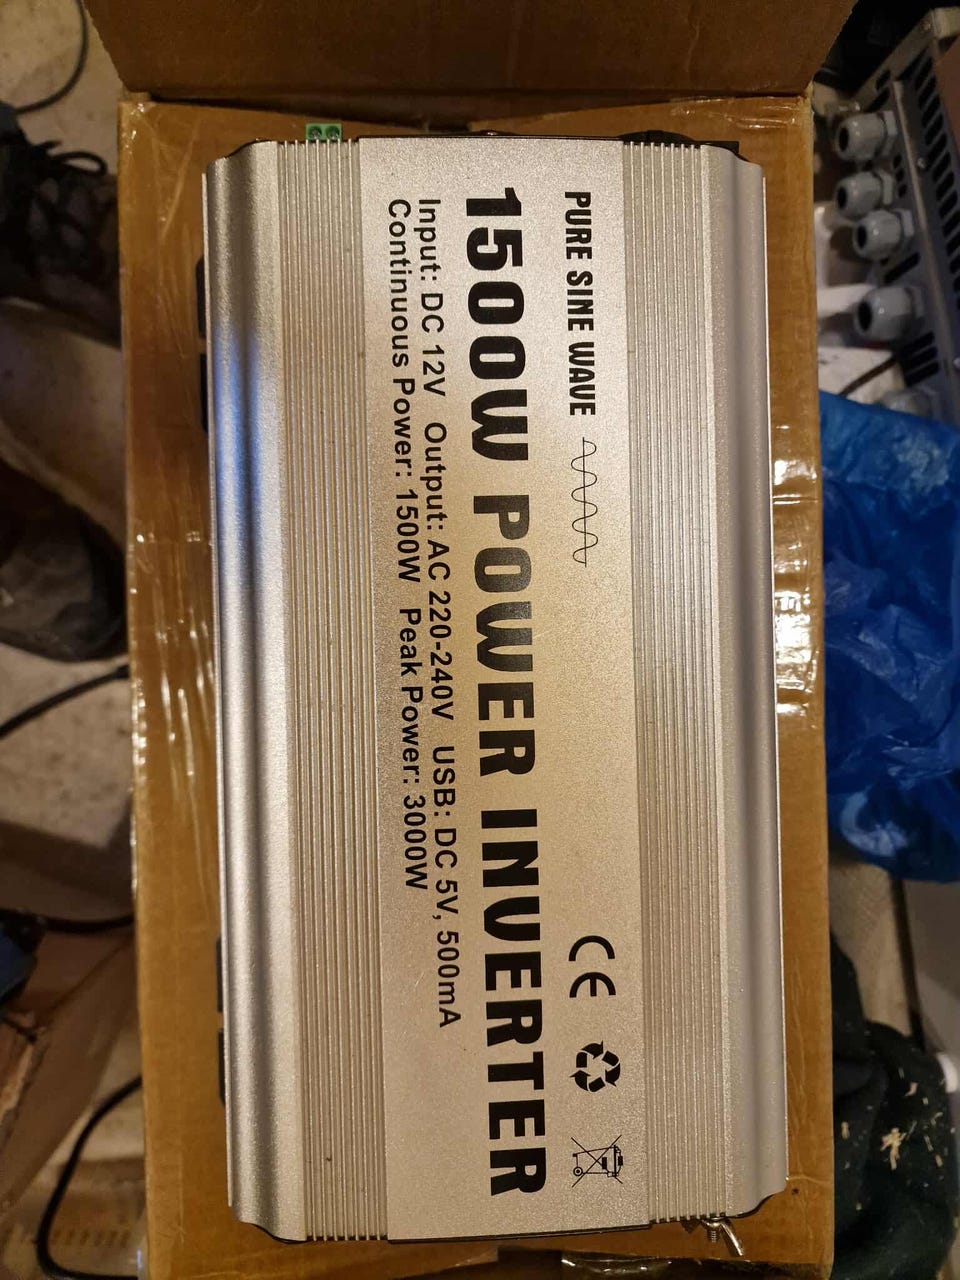 PURE SINE WAVE
1500W POWER INVERTER
Input: DC 12V Output: AC 220-240V USB: DC 5V, 500mA
Continuous Power: 1500W Peak Power: 3000W
CE